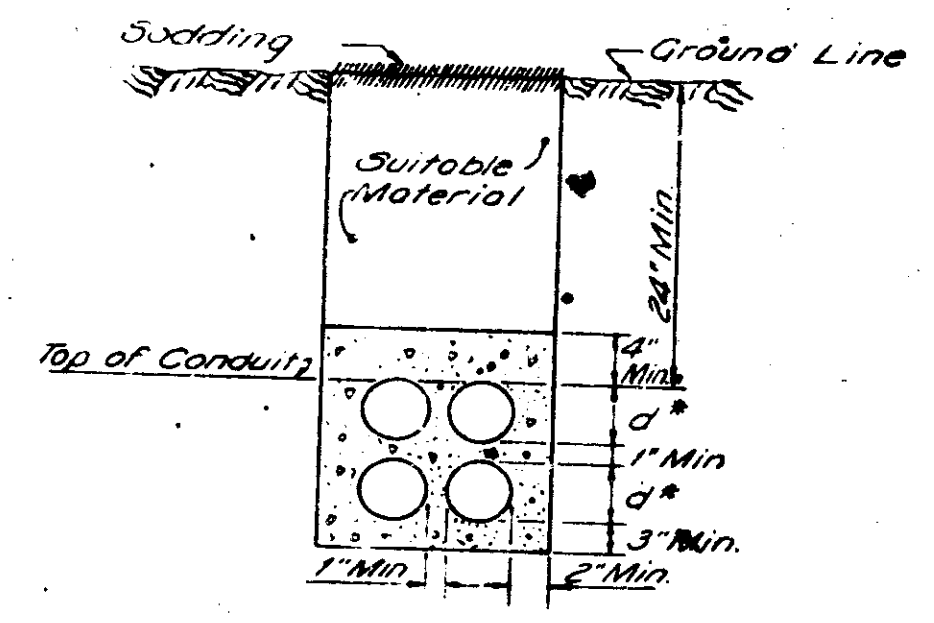 Sodding
Ground Line
Suitable
Material
24" Min.
Top of Conduit
4"
Min.
d*
1" Min
d*
3" Min.
1" Min
2" Min.